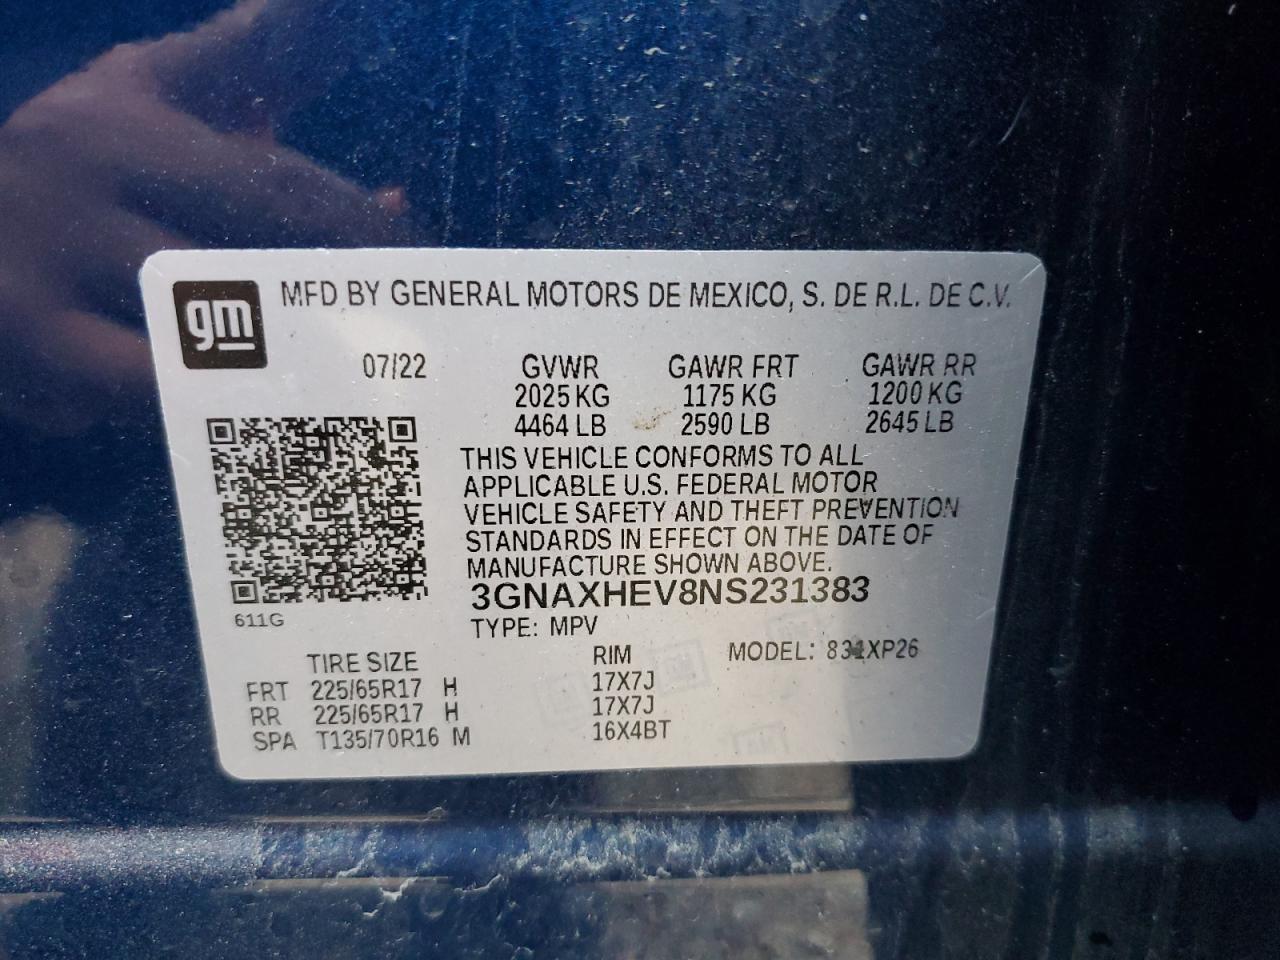 gm MFD BY GENERAL MOTORS DE MEXICO, S. DE R.L. DE C.V.
07/22 GVWR GAWR FRT GAWR RR
2025 KG 1175 KG 1200 KG
4464 LB 2590 LB 2645 LB
THIS VEHICLE CONFORMS TO ALL
APPLICABLE U.S. FEDERAL MOTOR
VEHICLE SAFETY AND THEFT PREVENTION
STANDARDS IN EFFECT ON THE DATE OF
MANUFACTURE SHOWN ABOVE.
3GNAXHEV8NS231383
611G
TYPE: MPV
TIRE SIZE RIM MODEL:
FRT 225/65R17 H 17X7J
RR 225/65R17 H 17X7J
SPA T135/70R16 M 16X4BT